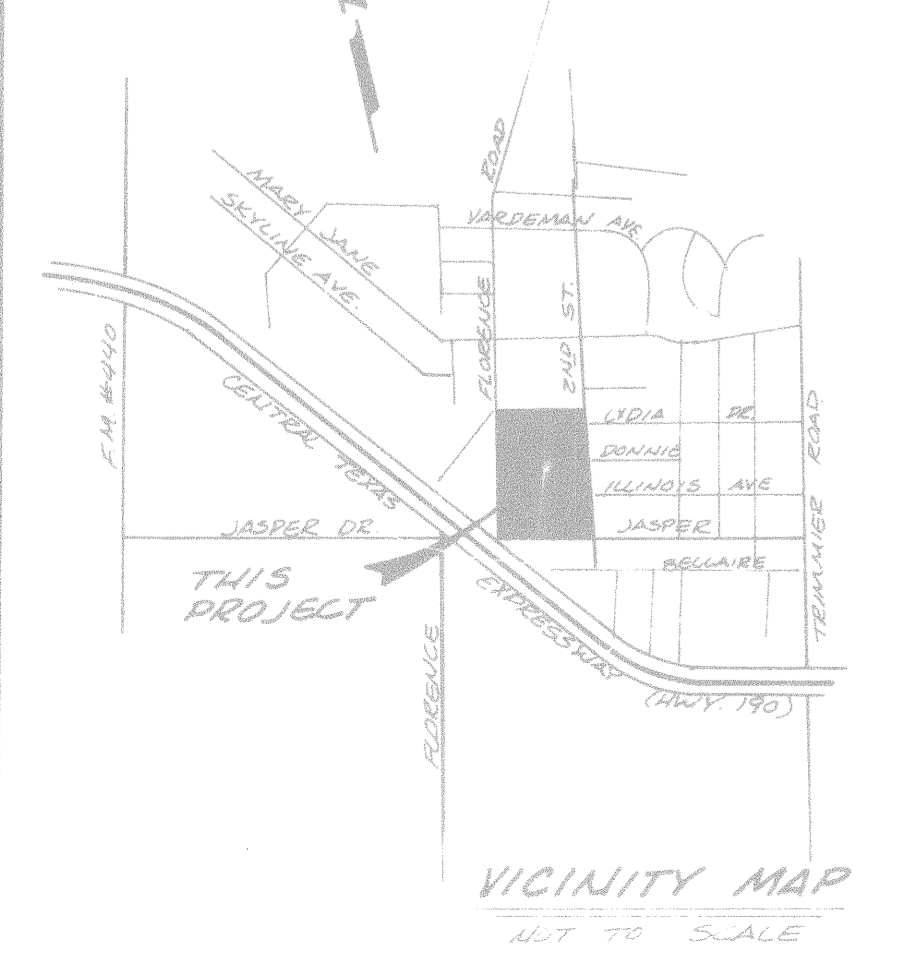 ROAD
MARY JANE
SKYLINE AVE.
VARDEMAN AVE.
FLORENCE
2ND ST.
F.M. #440
CENTRAL TEXAS
EXPRESSWAY
(HWY. 190)
LYDIA DR.
DONNIE
ILLINOIS AVE
JASPER
BELLAIRE
TRIMMIER ROAD
JASPER DR.
THIS
PROJECT
FLORENCE
VICINITY MAP
NOT TO SCALE